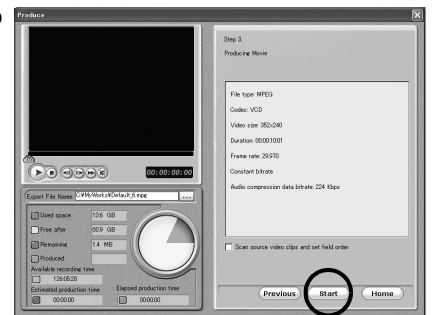 Produce
Step 3
Producing Movie
File type: MPEG
Codec: VCD
Video size: 352x240
Duration: 00:00:10:01
Frame rate: 29.970
Constant bitrate
Audio compression data bitrate: 224 Kbps
00:00:00:00
Export File Name C:¥MyWorks¥Default_6.mpg ...
Used space 13.6 GB
Free after 60.9 GB
Remaining 1.4 MB
Produced
Available recording time
126:05:28
Estimated production time
00:00:00
Elapsed production time
00:00:00
Scan source video clips and set field order
Previous
Start
Home